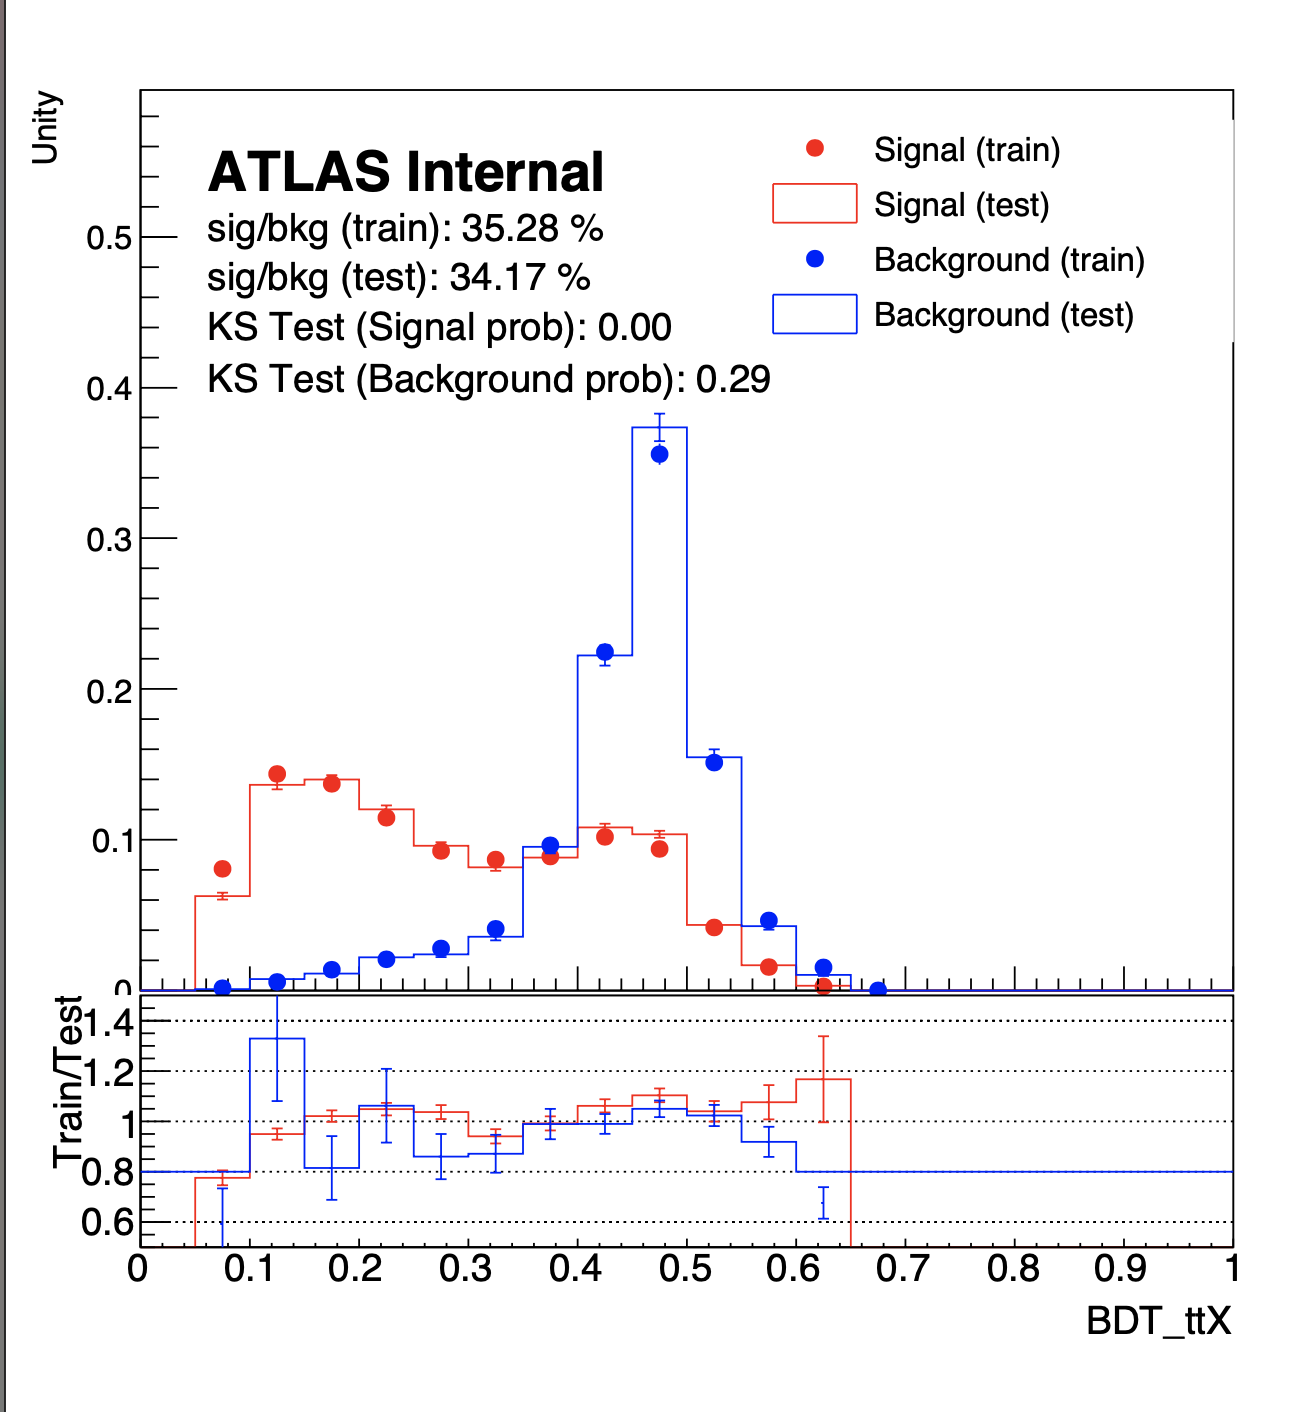 Unity
ATLAS Internal
sig/bkg (train): 35.28 %
sig/bkg (test): 34.17 %
KS Test (Signal prob): 0.00
KS Test (Background prob): 0.29
Signal (train)
Signal (test)
Background (train)
Background (test)
0.5
0.4
0.3
0.2
0.1
0
Train/Test
1.4
1.2
1
0.8
0.6
0 0.1 0.2 0.3 0.4 0.5 0.6 0.7 0.8 0.9 1
BDT_ttX